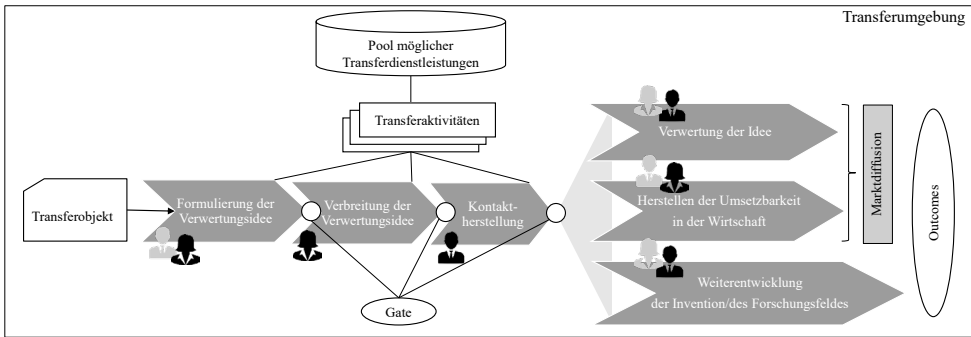 Transferumgebung
Pool möglicher
Transferdienstleistungen
Transferaktivitäten
Transferobjekt
Formulierung der
Verwertungsidee
Verbreitung der
Verwertungsidee
Kontakt-
herstellung
Gate
Verwertung der Idee
Herstellen der Umsetzbarkeit
in der Wirtschaft
Weiterentwicklung
der Invention/des Forschungsfeldes
Marktdiffusion
Outcomes